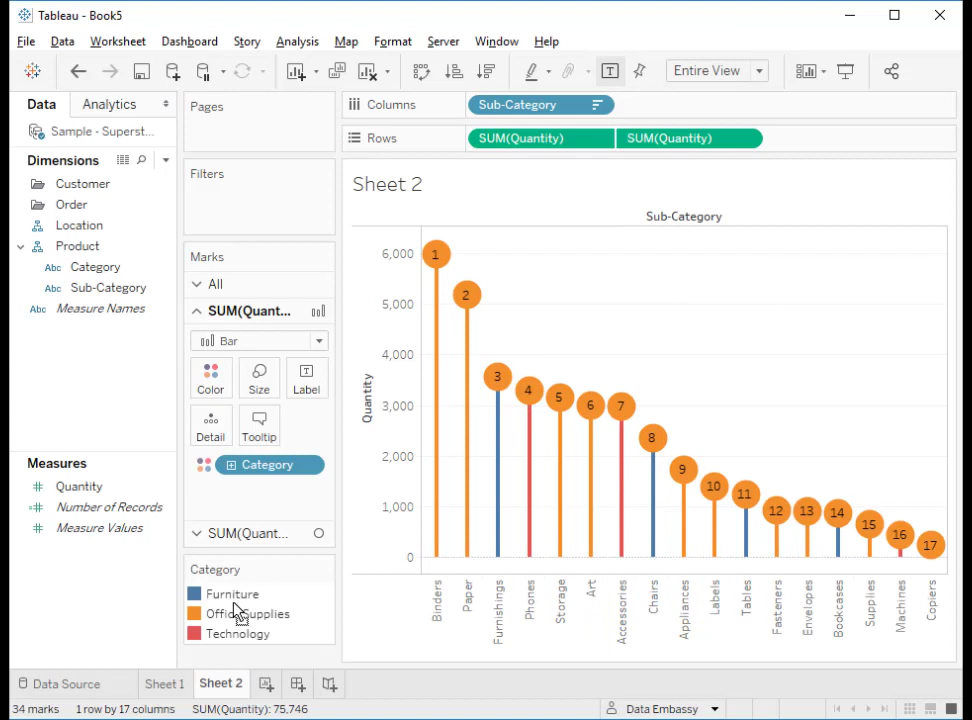 Tableau - Book5
File Data Worksheet Dashboard Story Analysis Map Format Server Window Help
Entire View
Data Analytics
Sample - Superst...
Dimensions
Customer
Order
Location
Product
Abc Category
Abc Sub-Category
Abc Measure Names
Measures
Quantity
Number of Records
Measure Values
Pages
Filters
Marks
All
SUM(Quant...
Bar
Color Size Label
Detail Tooltip
Category
SUM(Quant...
Category
Furniture
Office Supplies
Technology
Columns Sub-Category
Rows SUM(Quantity) SUM(Quantity)
Sheet 2
Sub-Category
Quantity
6,000
5,000
4,000
3,000
2,000
1,000
0
1 2 3 4 5 6 7 8 9 10 11 12 13 14 15 16 17
Binders
Paper
Furnishings
Phones
Storage
Art
Accessories
Chairs
Appliances
Labels
Tables
Fasteners
Envelopes
Bookcases
Supplies
Machines
Copiers
Data Source Sheet 1 Sheet 2
34 marks 1 row by 17 columns SUM(Quantity): 75,746 Data Embassy